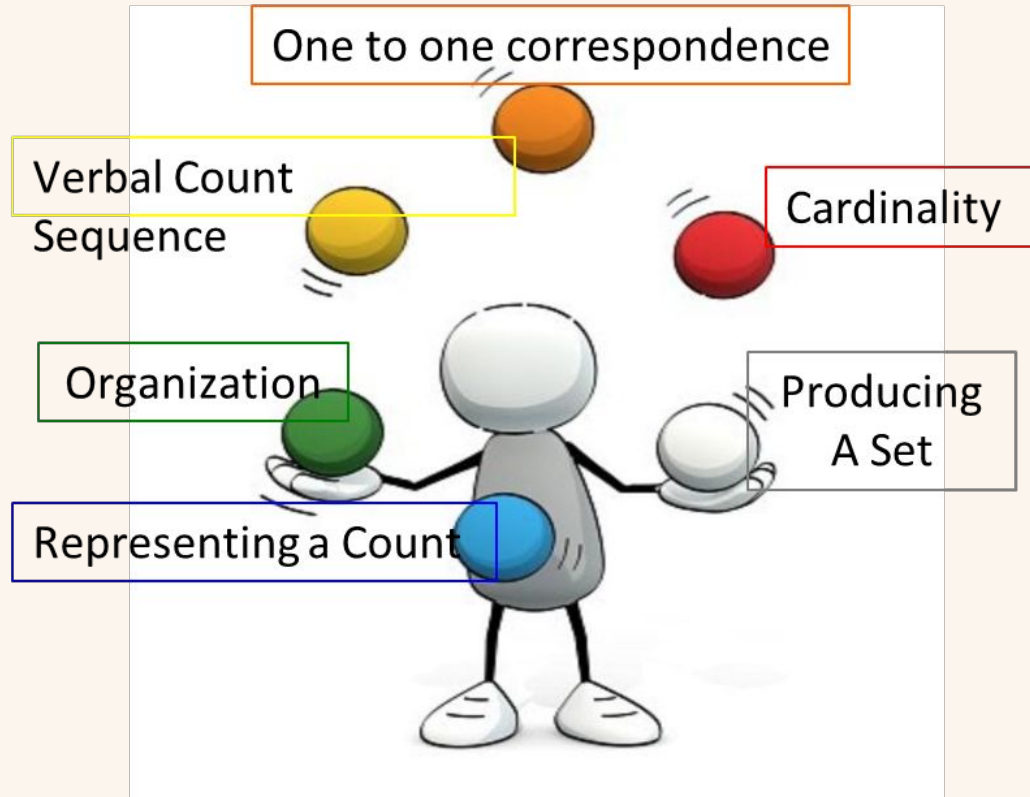 One to one correspondence
Verbal Count
Sequence
Cardinality
Organization
Producing
A Set
Representing a Count